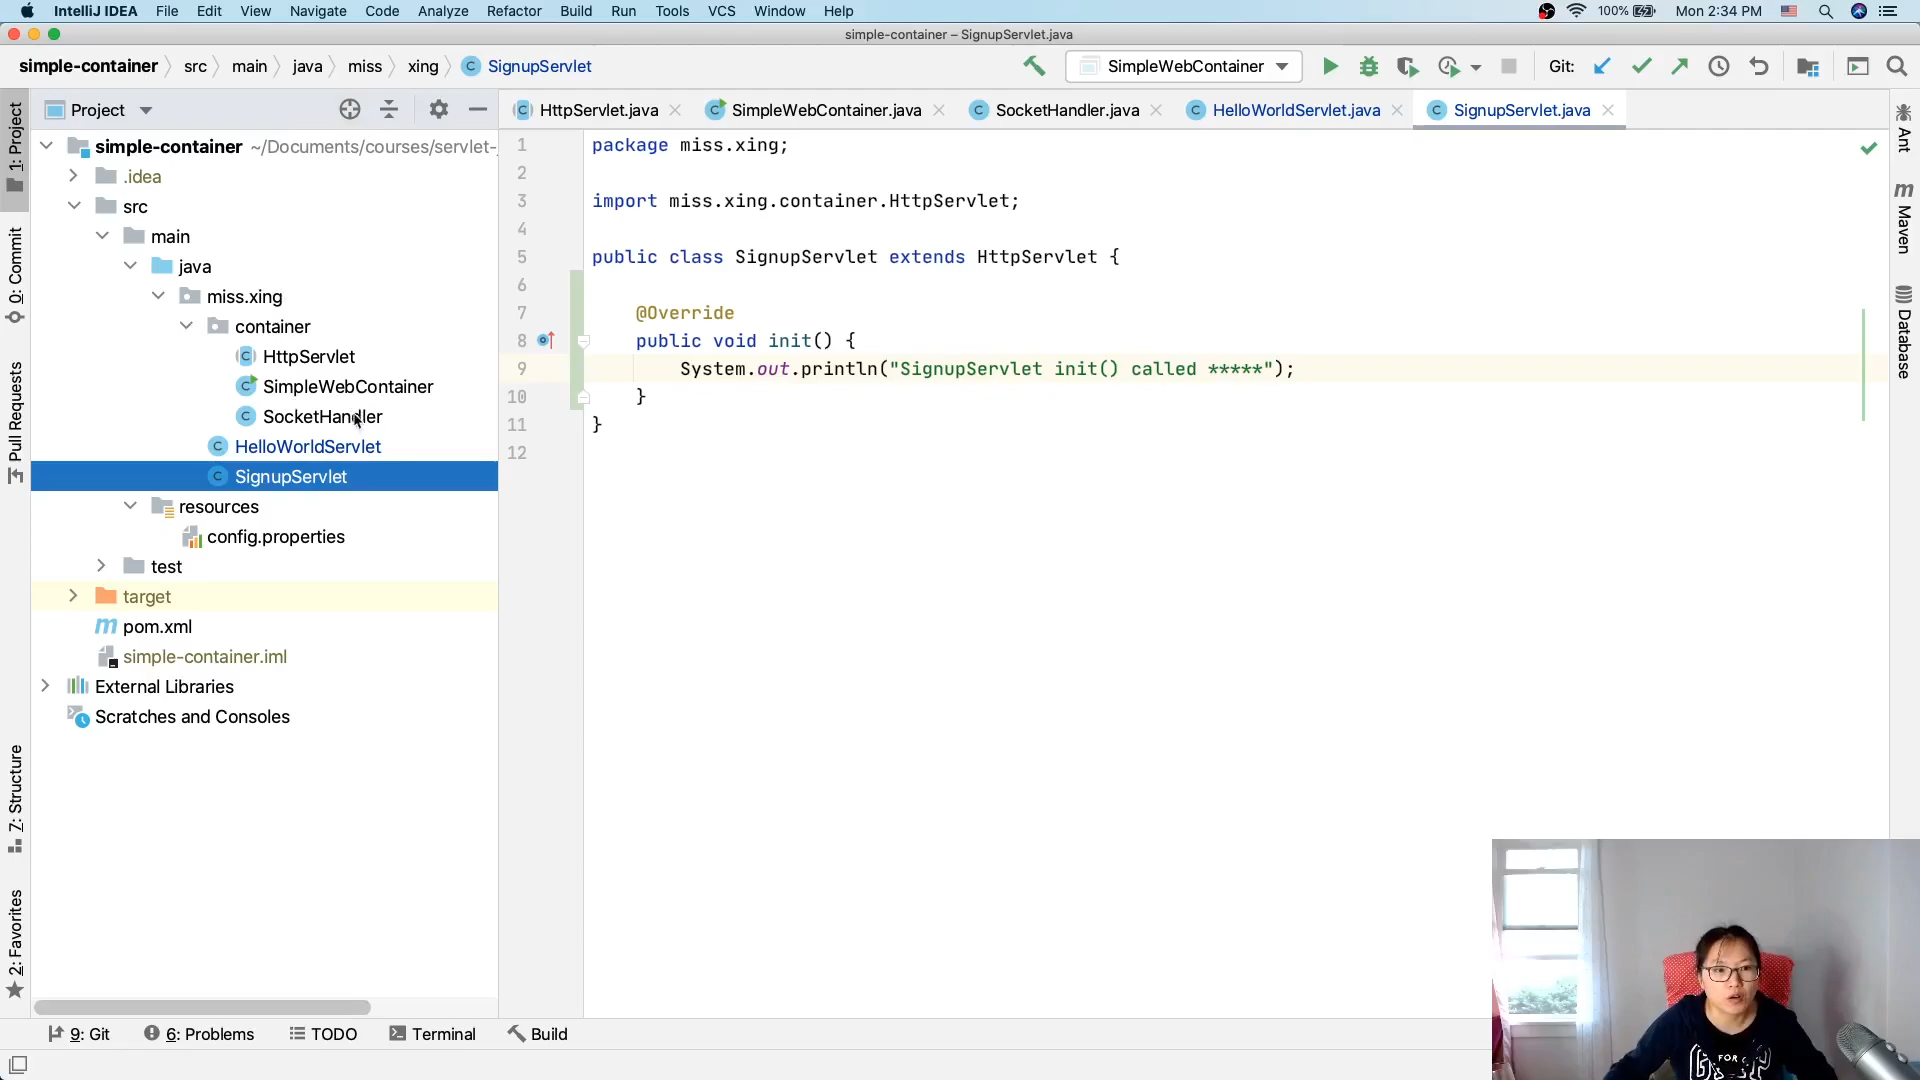 IntelliJ IDEA File Edit View Navigate Code Analyze Refactor Build Run Tools VCS Window Help 100% Mon 2:34 PM
simple-container – SignupServlet.java
simple-container src main java miss xing SignupServlet SimpleWebContainer Git:
Project HttpServlet.java SimpleWebContainer.java SocketHandler.java HelloWorldServlet.java SignupServlet.java
1: Project
0: Commit
Pull Requests
7: Structure
2: Favorites
simple-container ~/Documents/courses/servlet-
.idea
src
main
java
miss.xing
container
HttpServlet
SimpleWebContainer
SocketHandler
HelloWorldServlet
SignupServlet
resources
config.properties
test
target
pom.xml
simple-container.iml
External Libraries
Scratches and Consoles
1 package miss.xing;
2
3 import miss.xing.container.HttpServlet;
4
5 public class SignupServlet extends HttpServlet {
6
7 @Override
8 public void init() {
9 System.out.println("SignupServlet init() called *****");
10 }
11 }
12
Ant
Maven
Database
9: Git 6: Problems TODO Terminal Build
FOR